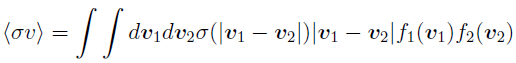 ⟨σv⟩ = ∫ ∫ d𝒗₁d𝒗₂σ(|𝒗₁ − 𝒗₂|)|𝒗₁ − 𝒗₂|f₁(𝒗₁)f₂(𝒗₂)